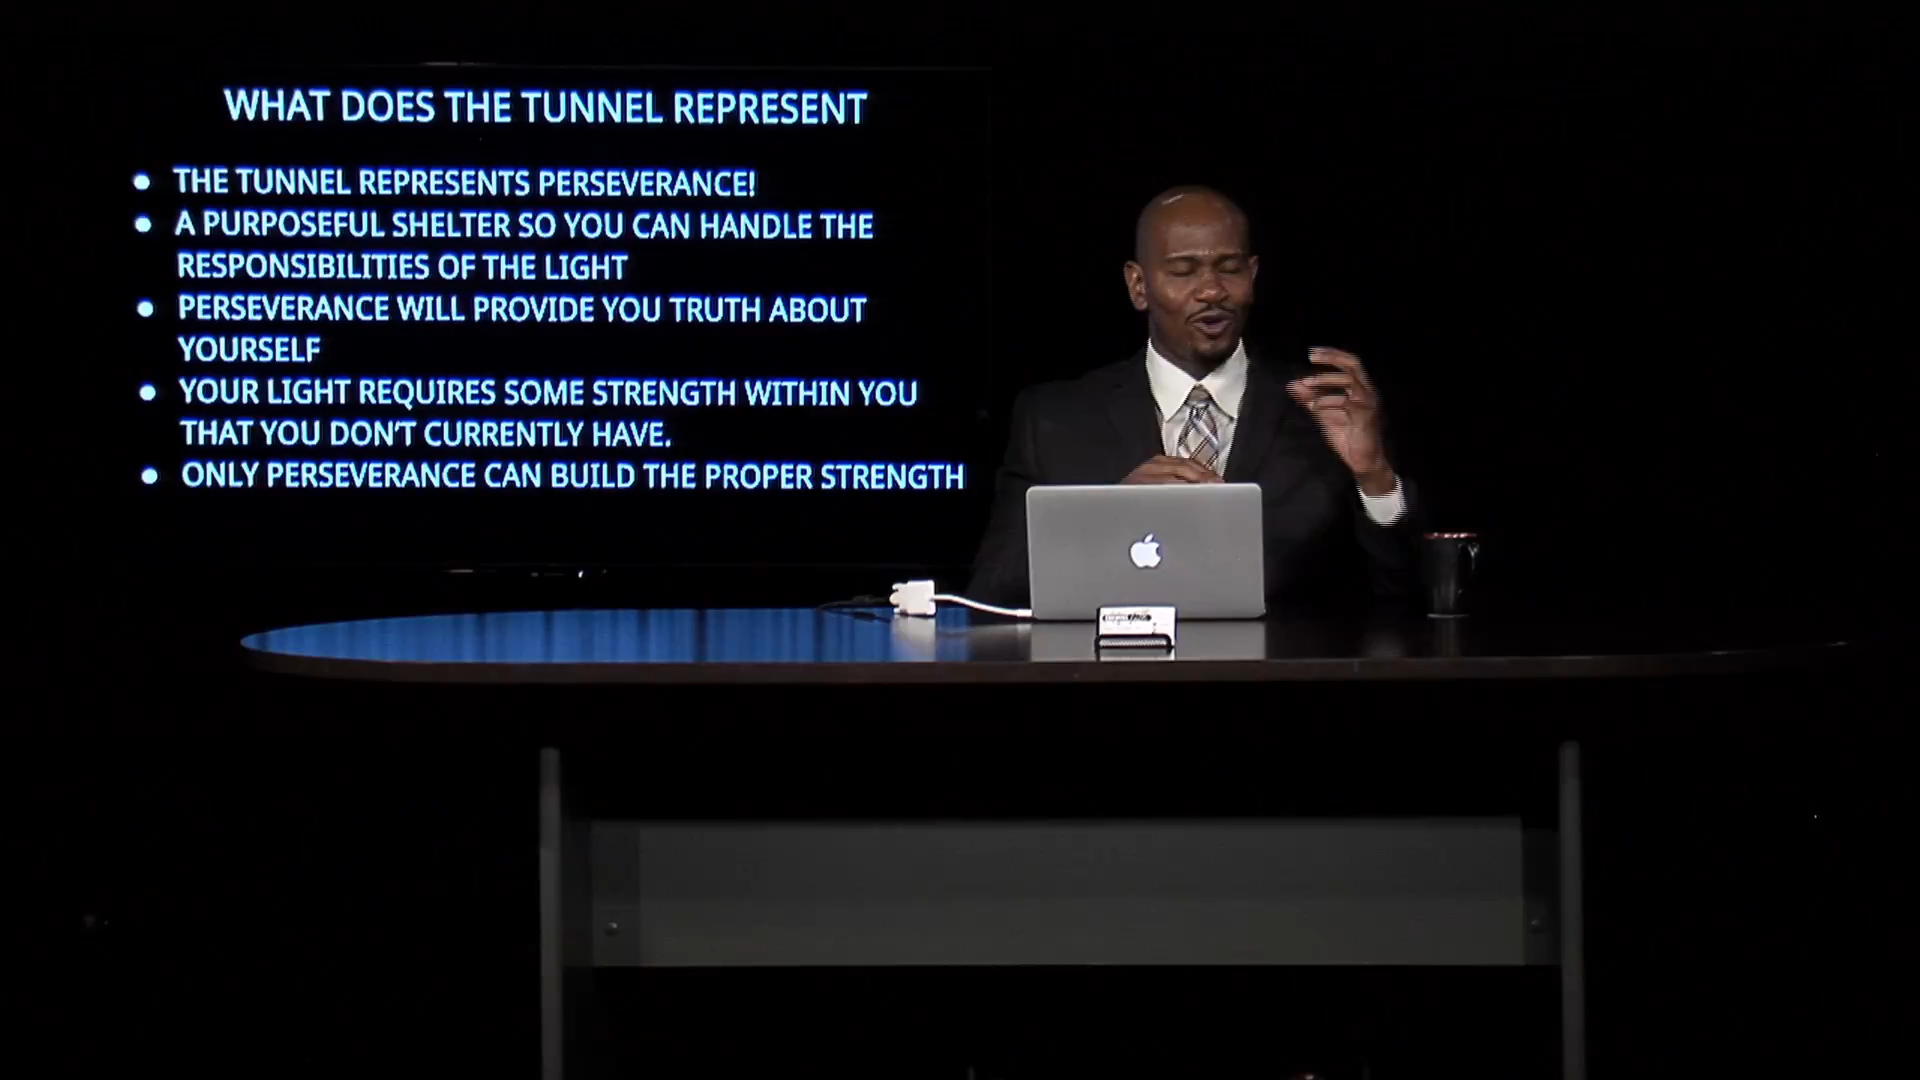 WHAT DOES THE TUNNEL REPRESENT
● THE TUNNEL REPRESENTS PERSEVERANCE!
● A PURPOSEFUL SHELTER SO YOU CAN HANDLE THE
RESPONSIBILITIES OF THE LIGHT
● PERSEVERANCE WILL PROVIDE YOU TRUTH ABOUT
YOURSELF
● YOUR LIGHT REQUIRES SOME STRENGTH WITHIN YOU
THAT YOU DON'T CURRENTLY HAVE.
● ONLY PERSEVERANCE CAN BUILD THE PROPER STRENGTH